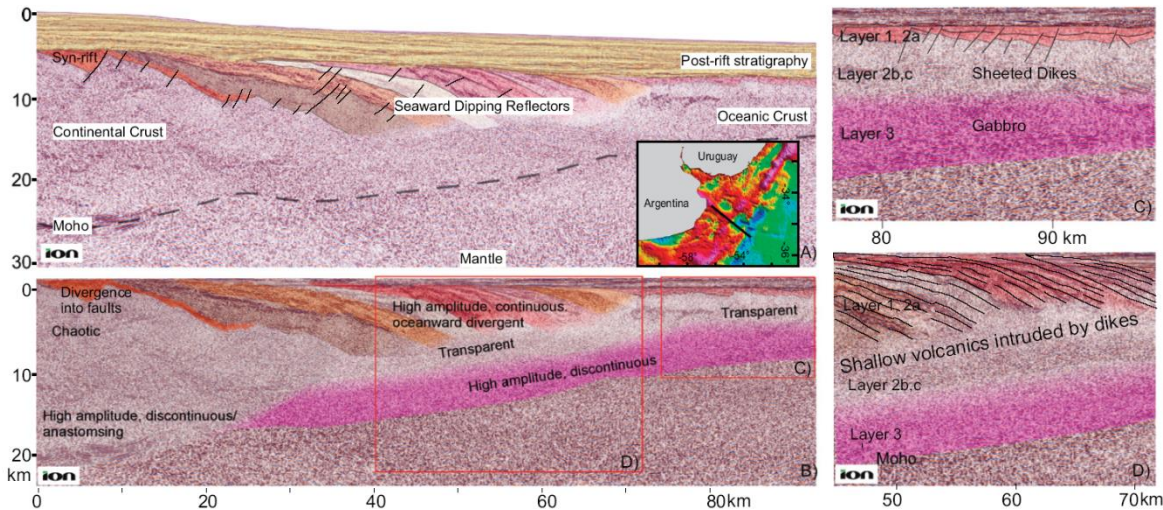 Syn-rift
Post-rift stratigraphy
Seaward Dipping Reflectors
Oceanic Crust
Continental Crust
Uruguay
Argentina
-34°
-36°
-58°
-54°
Moho
Mantle
ion
A)
0
10
20
30
Divergence
into faults
Chaotic
High amplitude, continuous.
oceanward divergent
Transparent
Transparent
High amplitude, discontinuous
High amplitude, discontinuous/
anastomsing
C)
D)
B)
ion
0
10
20
km
0
20
40
60
80km
Layer 1, 2a
Layer 2b,c
Sheeted Dikes
Layer 3
Gabbro
ion
C)
80
90 km
Layer 1, 2a
Shallow volcanics intruded by dikes
Layer 2b,c
Layer 3
Moho
ion
D)
50
60
70km